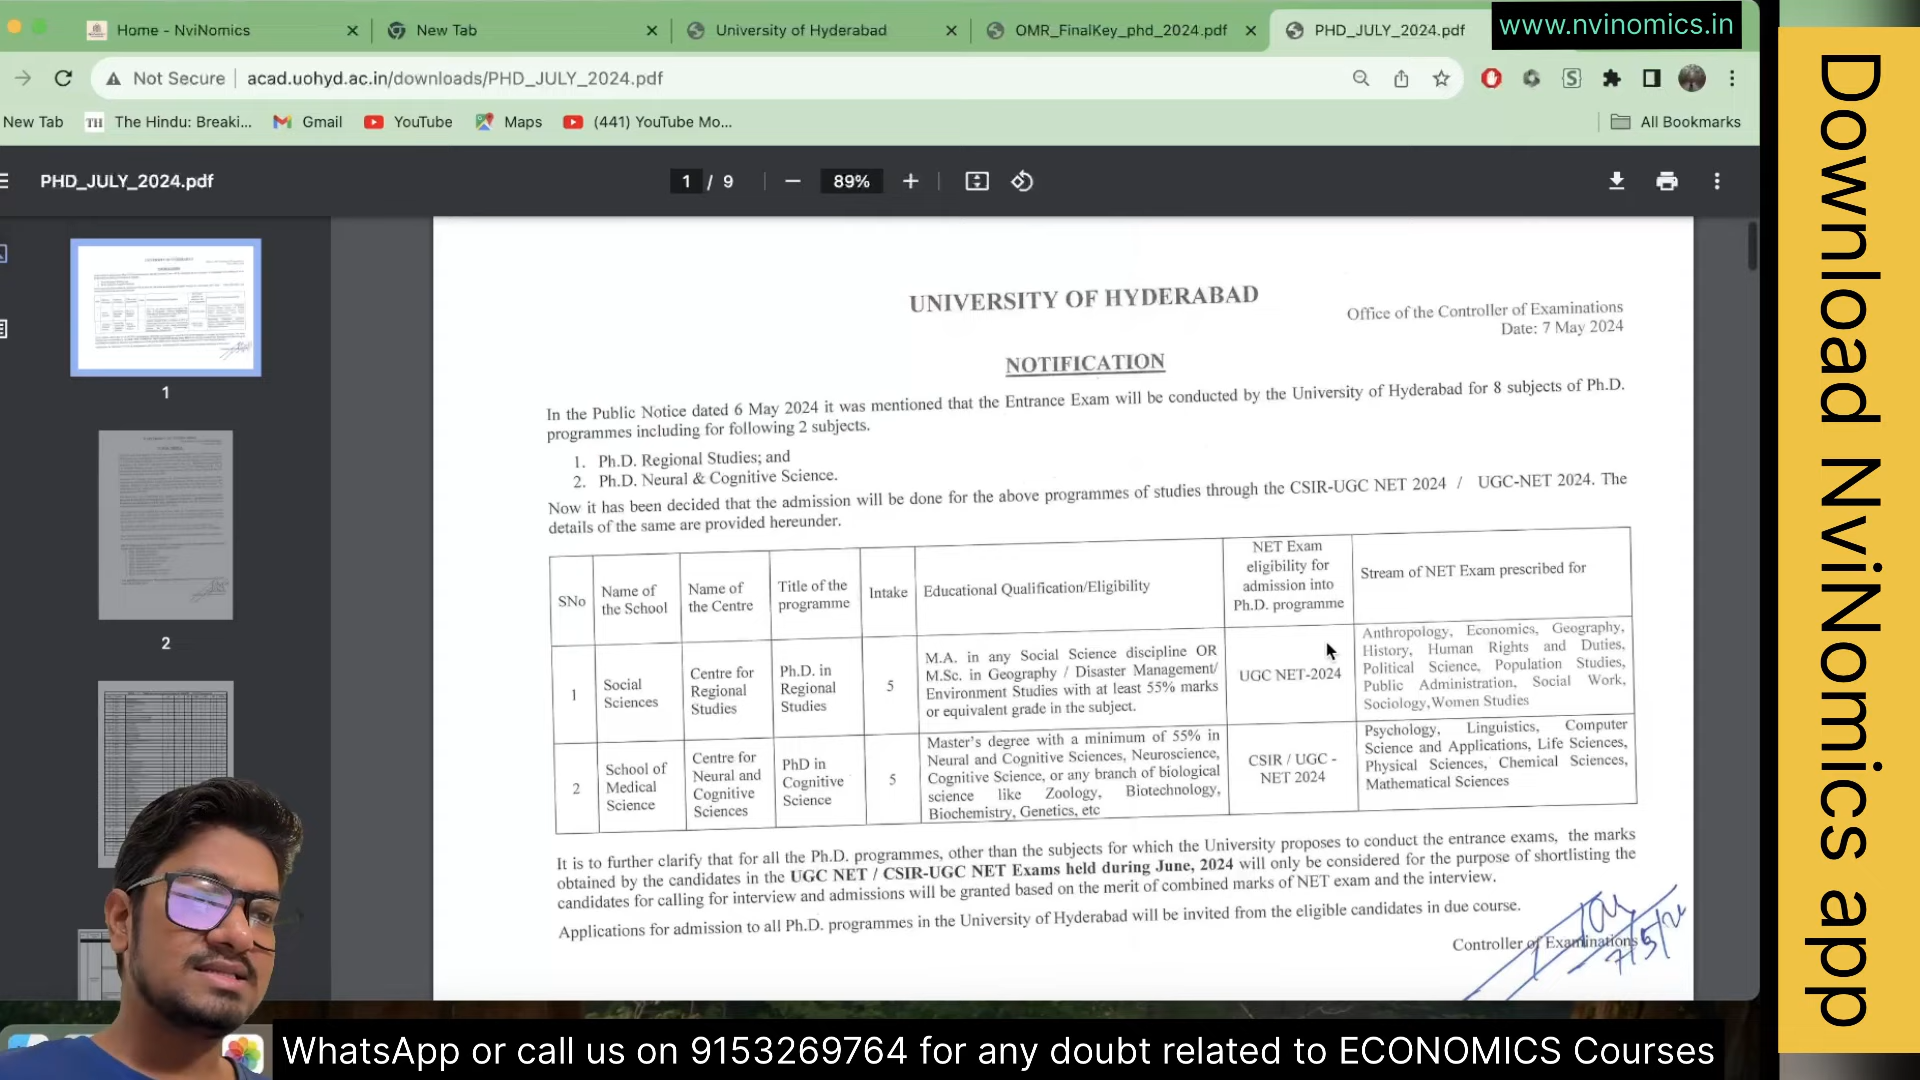 Home - NviNomics
New Tab
University of Hyderabad
OMR_FinalKey_phd_2024.pdf
PHD_JULY_2024.pdf
www.nvinomics.in
Not Secure
acad.uohyd.ac.in/downloads/PHD_JULY_2024.pdf
New Tab
TH The Hindu: Breaki...
Gmail
YouTube
Maps
(441) YouTube Mo...
All Bookmarks
PHD_JULY_2024.pdf
1 / 9
89%
1
2
UNIVERSITY OF HYDERABAD
Office of the Controller of Examinations
Date: 7 May 2024
NOTIFICATION
In the Public Notice dated 6 May 2024 it was mentioned that the Entrance Exam will be conducted by the University of Hyderabad for 8 subjects of Ph.D.
programmes including for following 2 subjects.
1. Ph.D. Regional Studies; and
2. Ph.D. Neural & Cognitive Science.
Now it has been decided that the admission will be done for the above programmes of studies through the CSIR-UGC NET 2024 / UGC-NET 2024. The
details of the same are provided hereunder.
SNo
Name of
the School
Name of
the Centre
Title of the
programme
Intake
Educational Qualification/Eligibility
NET Exam
eligibility for
admission into
Ph.D. programme
Stream of NET Exam prescribed for
1
Social
Sciences
Centre for
Regional
Studies
Ph.D. in
Regional
Studies
5
M.A. in any Social Science discipline OR
M.Sc. in Geography / Disaster Management/
Environment Studies with at least 55% marks
or equivalent grade in the subject.
UGC NET-2024
Anthropology, Economics, Geography,
History, Human Rights and Duties,
Political Science, Population Studies,
Public Administration, Social Work,
Sociology,Women Studies
2
School of
Medical
Science
Centre for
Neural and
Cognitive
Sciences
PhD in
Cognitive
Science
5
Master's degree with a minimum of 55% in
Neural and Cognitive Sciences, Neuroscience,
Cognitive Science, or any branch of biological
science like Zoology, Biotechnology,
Biochemistry, Genetics, etc
CSIR / UGC -
NET 2024
Psychology, Linguistics, Computer
Science and Applications, Life Sciences,
Physical Sciences, Chemical Sciences,
Mathematical Sciences
It is to further clarify that for all the Ph.D. programmes, other than the subjects for which the University proposes to conduct the entrance exams, the marks
obtained by the candidates in the UGC NET / CSIR-UGC NET Exams held during June, 2024 will only be considered for the purpose of shortlisting the
candidates for calling for interview and admissions will be granted based on the merit of combined marks of NET exam and the interview.
Applications for admission to all Ph.D. programmes in the University of Hyderabad will be invited from the eligible candidates in due course.
Controller of Examinations
7/5/24
WhatsApp or call us on 9153269764 for any doubt related to ECONOMICS Courses
Download NviNomics app